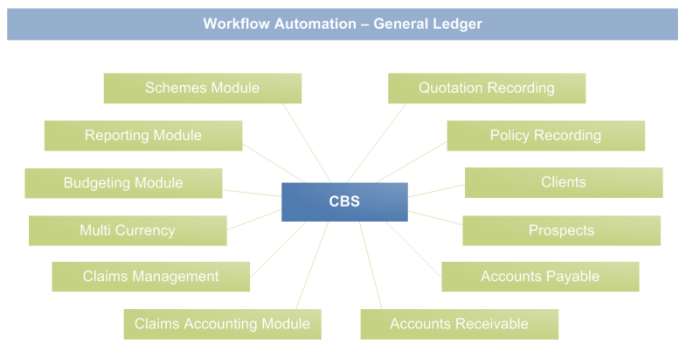 Workflow Automation – General Ledger
Schemes Module
Quotation Recording
Reporting Module
Policy Recording
Budgeting Module
Clients
CBS
Multi Currency
Prospects
Claims Management
Accounts Payable
Claims Accounting Module
Accounts Receivable